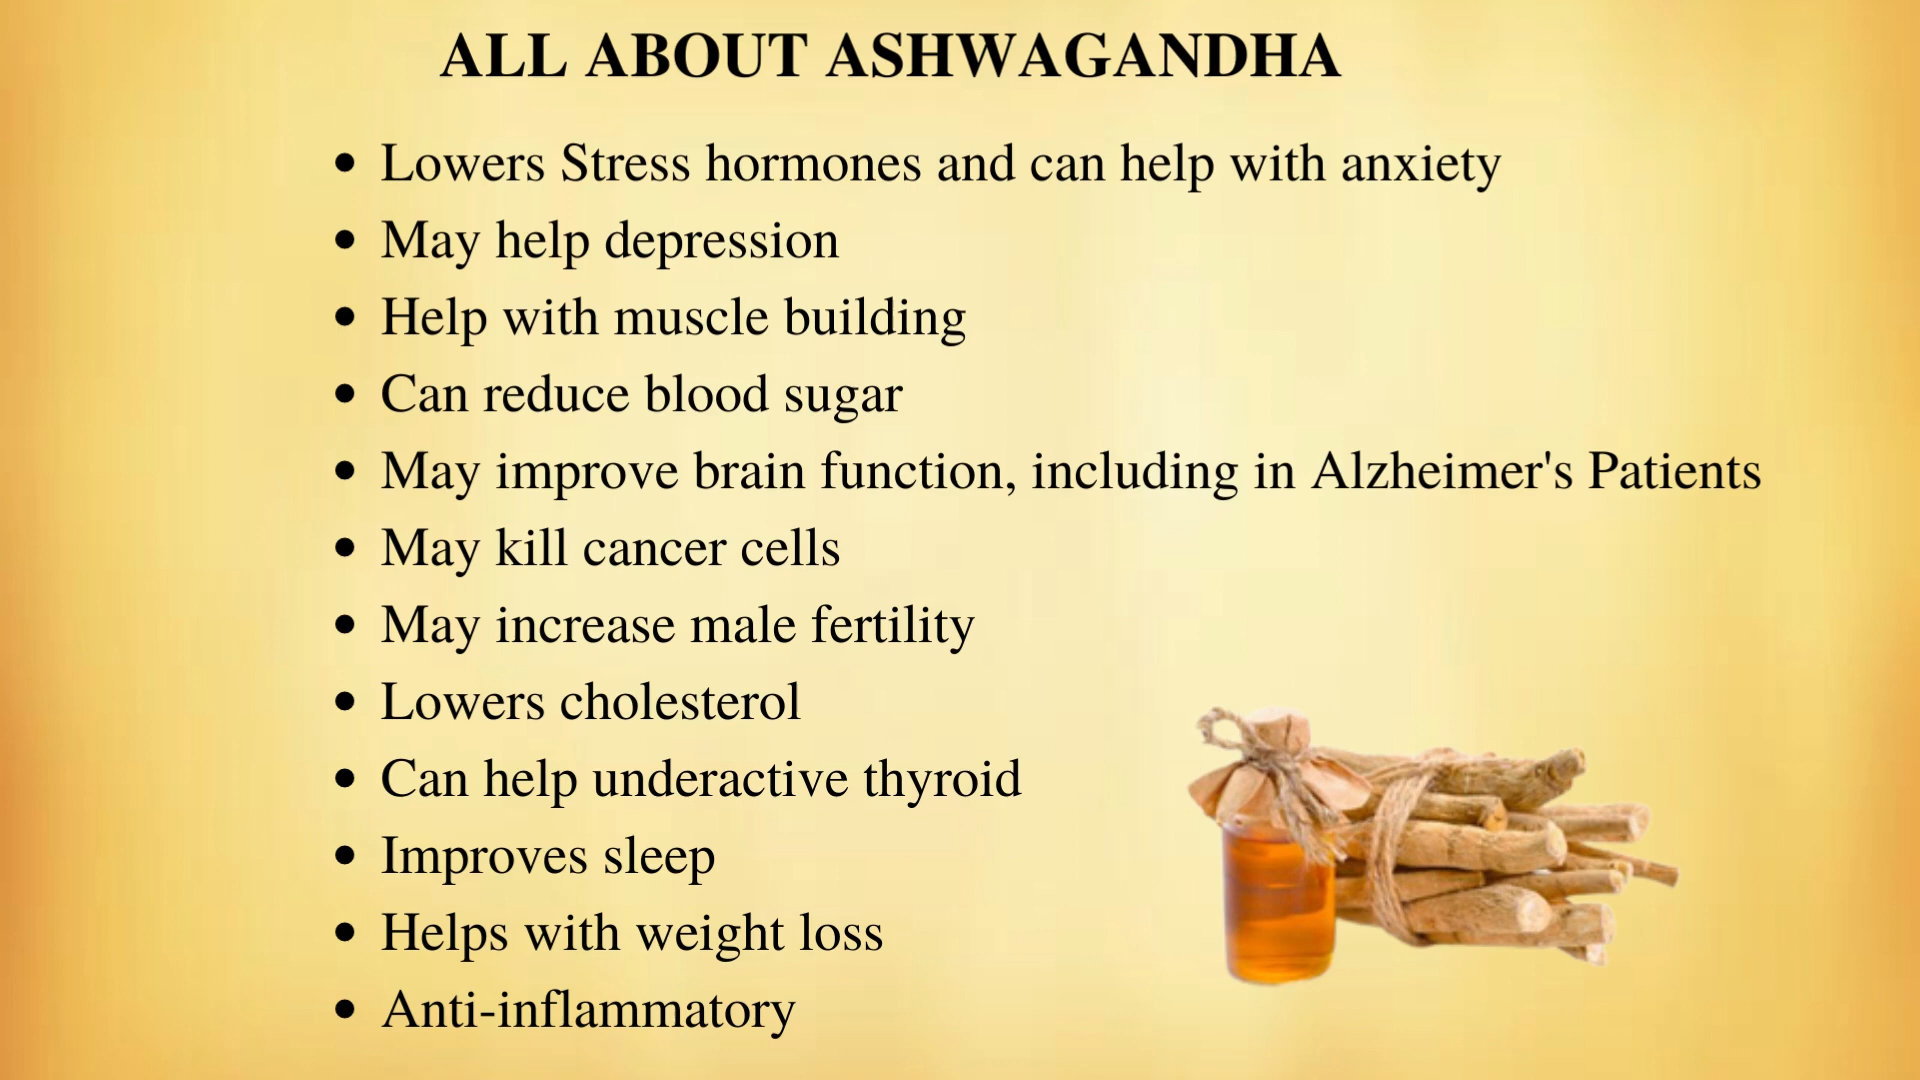 ALL ABOUT ASHWAGANDHA
• Lowers Stress hormones and can help with anxiety
• May help depression
• Help with muscle building
• Can reduce blood sugar
• May improve brain function, including in Alzheimer's Patients
• May kill cancer cells
• May increase male fertility
• Lowers cholesterol
• Can help underactive thyroid
• Improves sleep
• Helps with weight loss
• Anti-inflammatory